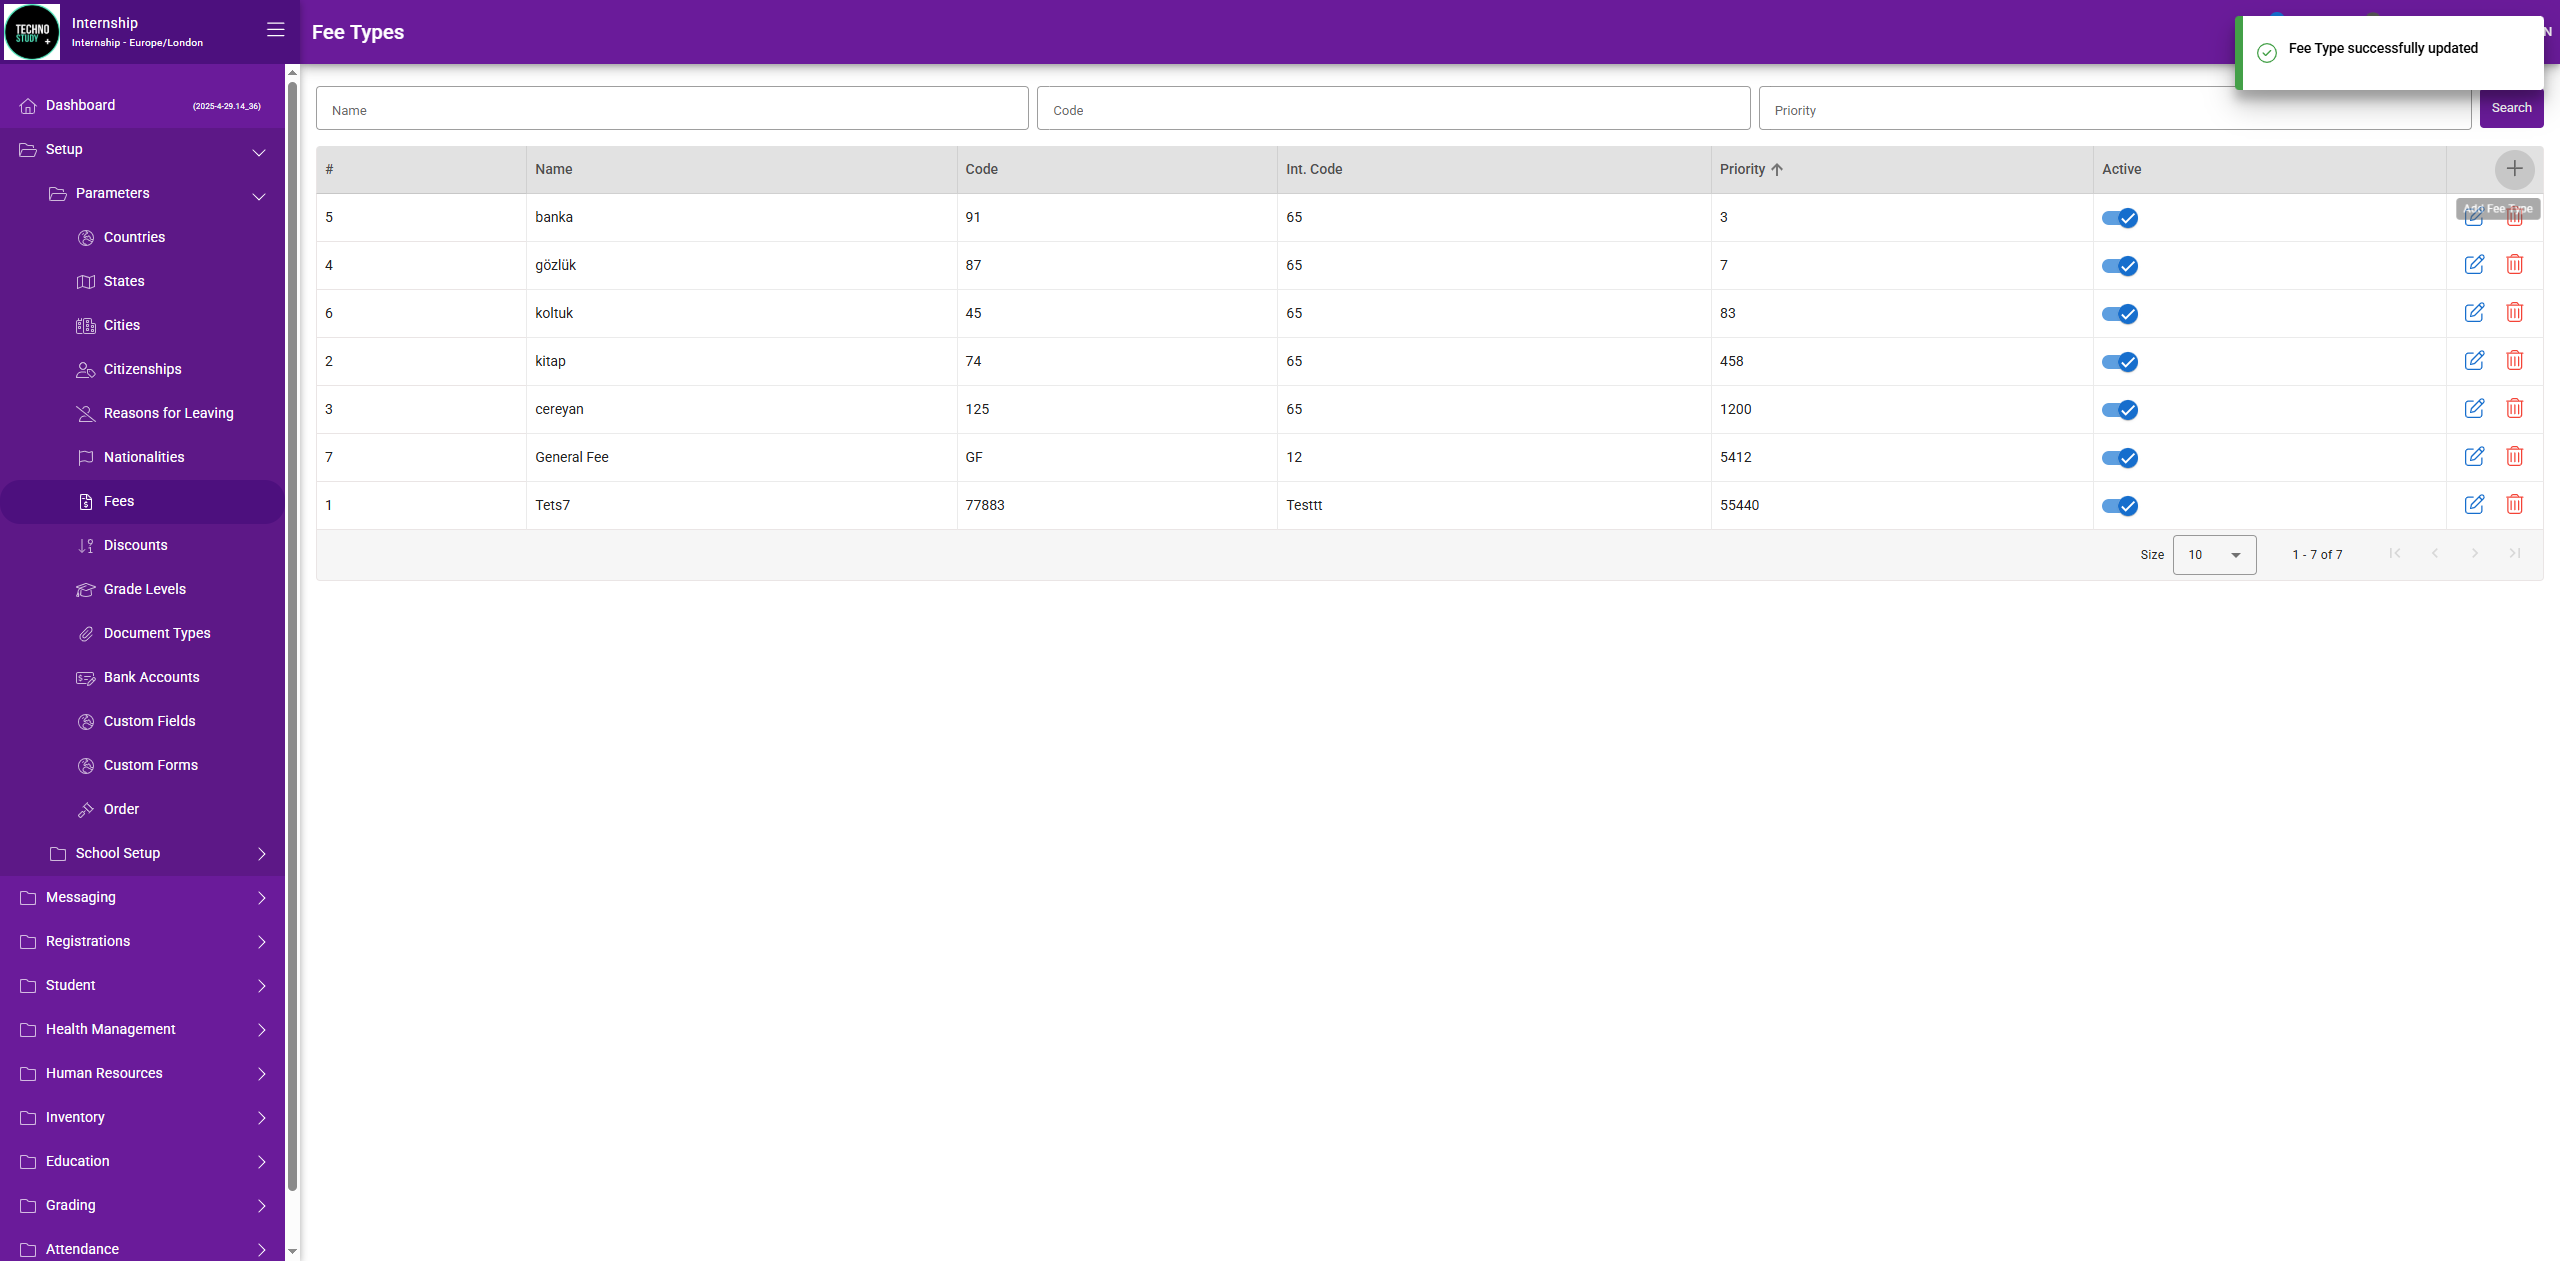 TECHNO
STUDY
Internship
Internship - Europe/London
Fee Types
Fee Type successfully updated
N
Dashboard
(2025-4-29.14_36)
Setup
Parameters
Countries
States
Cities
Citizenships
Reasons for Leaving
Nationalities
Fees
Discounts
Grade Levels
Document Types
Bank Accounts
Custom Fields
Custom Forms
Order
School Setup
Messaging
Registrations
Student
Health Management
Human Resources
Inventory
Education
Grading
Attendance
Name Code Priority Search
# Name Code Int. Code Priority Active
Add Fee Type
5 banka 91 65 3
4 gözlük 87 65 7
6 koltuk 45 65 83
2 kitap 74 65 458
3 cereyan 125 65 1200
7 General Fee GF 12 5412
1 Tets7 77883 Testtt 55440
Size 10 1 - 7 of 7